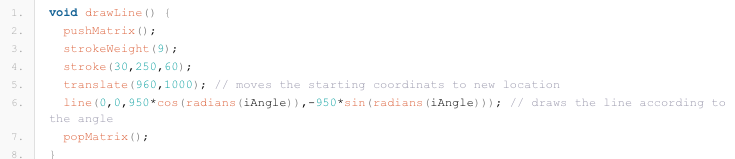 1. void drawLine() {
2. pushMatrix();
3. strokeWeight(9);
4. stroke(30,250,60);
5. translate(960,1000); // moves the starting coordinats to new location
6. line(0,0,950*cos(radians(iAngle)),-950*sin(radians(iAngle))); // draws the line according to
the angle
7. popMatrix();
8. }